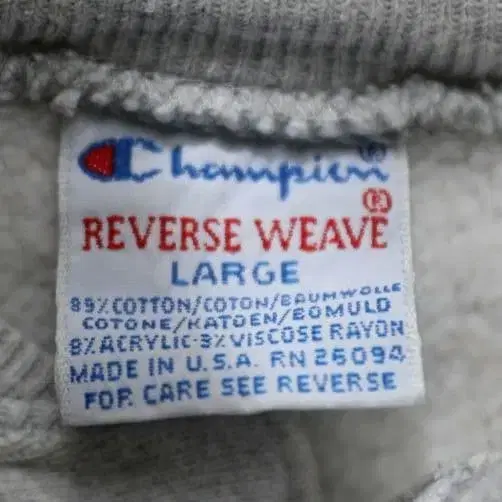 Champion®
REVERSE WEAVE®
LARGE
89% COTTON/COTON/BAUMWOLLE
COTONE/KATOEN/BOMULD
8% ACRYLIC-3% VISCOSE RAYON
MADE IN U.S.A. RN 26094
FOR CARE SEE REVERSE